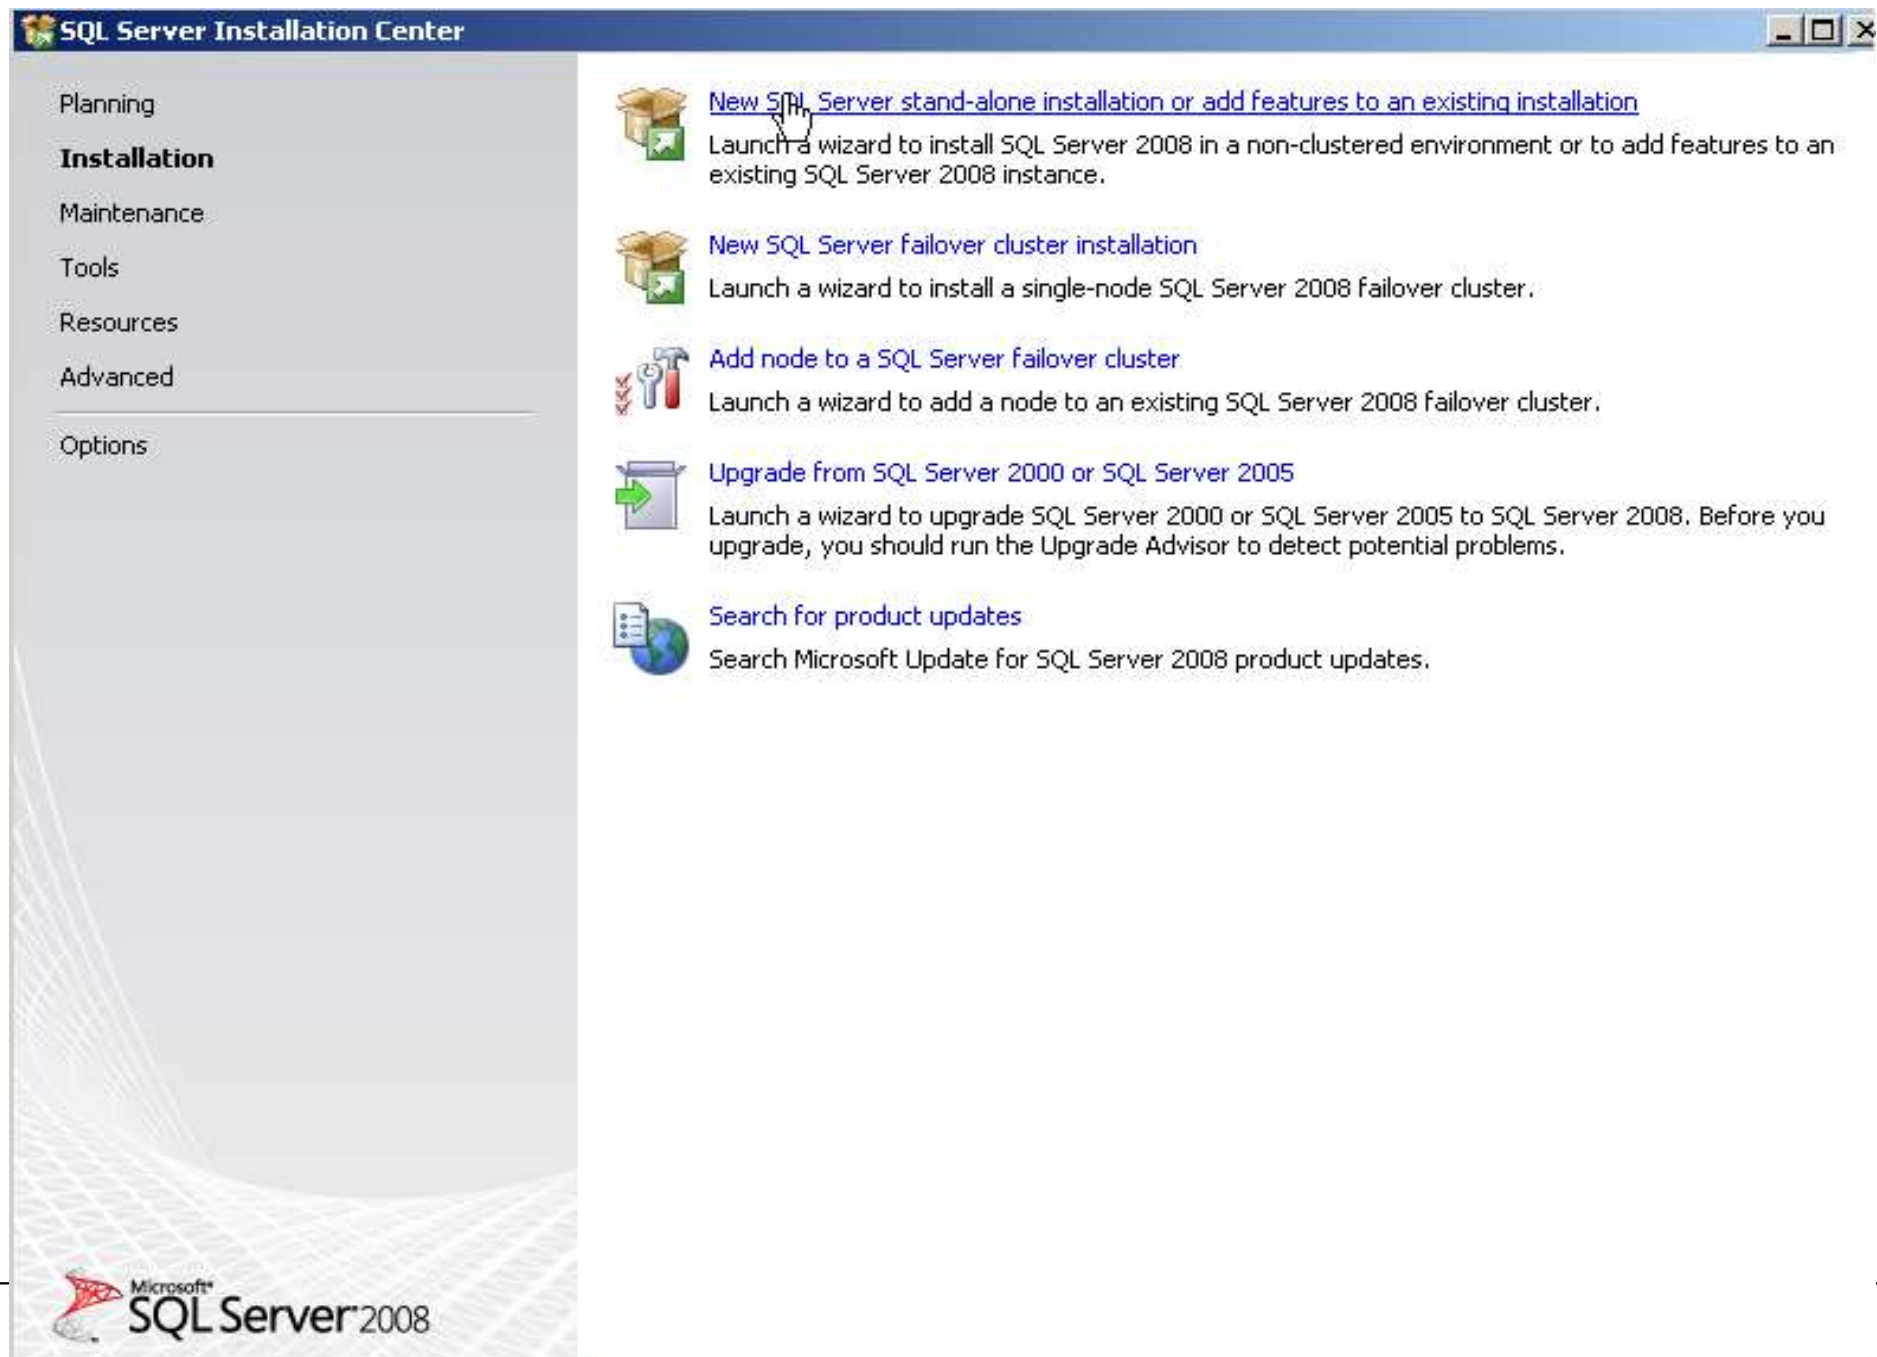 SQL Server Installation Center
Planning
Installation
Maintenance
Tools
Resources
Advanced
Options
New SQL Server stand-alone installation or add features to an existing installation
Launch a wizard to install SQL Server 2008 in a non-clustered environment or to add features to an
existing SQL Server 2008 instance.
New SQL Server failover cluster installation
Launch a wizard to install a single-node SQL Server 2008 failover cluster.
Add node to a SQL Server failover cluster
Launch a wizard to add a node to an existing SQL Server 2008 failover cluster.
Upgrade from SQL Server 2000 or SQL Server 2005
Launch a wizard to upgrade SQL Server 2000 or SQL Server 2005 to SQL Server 2008. Before you
upgrade, you should run the Upgrade Advisor to detect potential problems.
Search for product updates
Search Microsoft Update for SQL Server 2008 product updates.
Microsoft®
SQL Server 2008